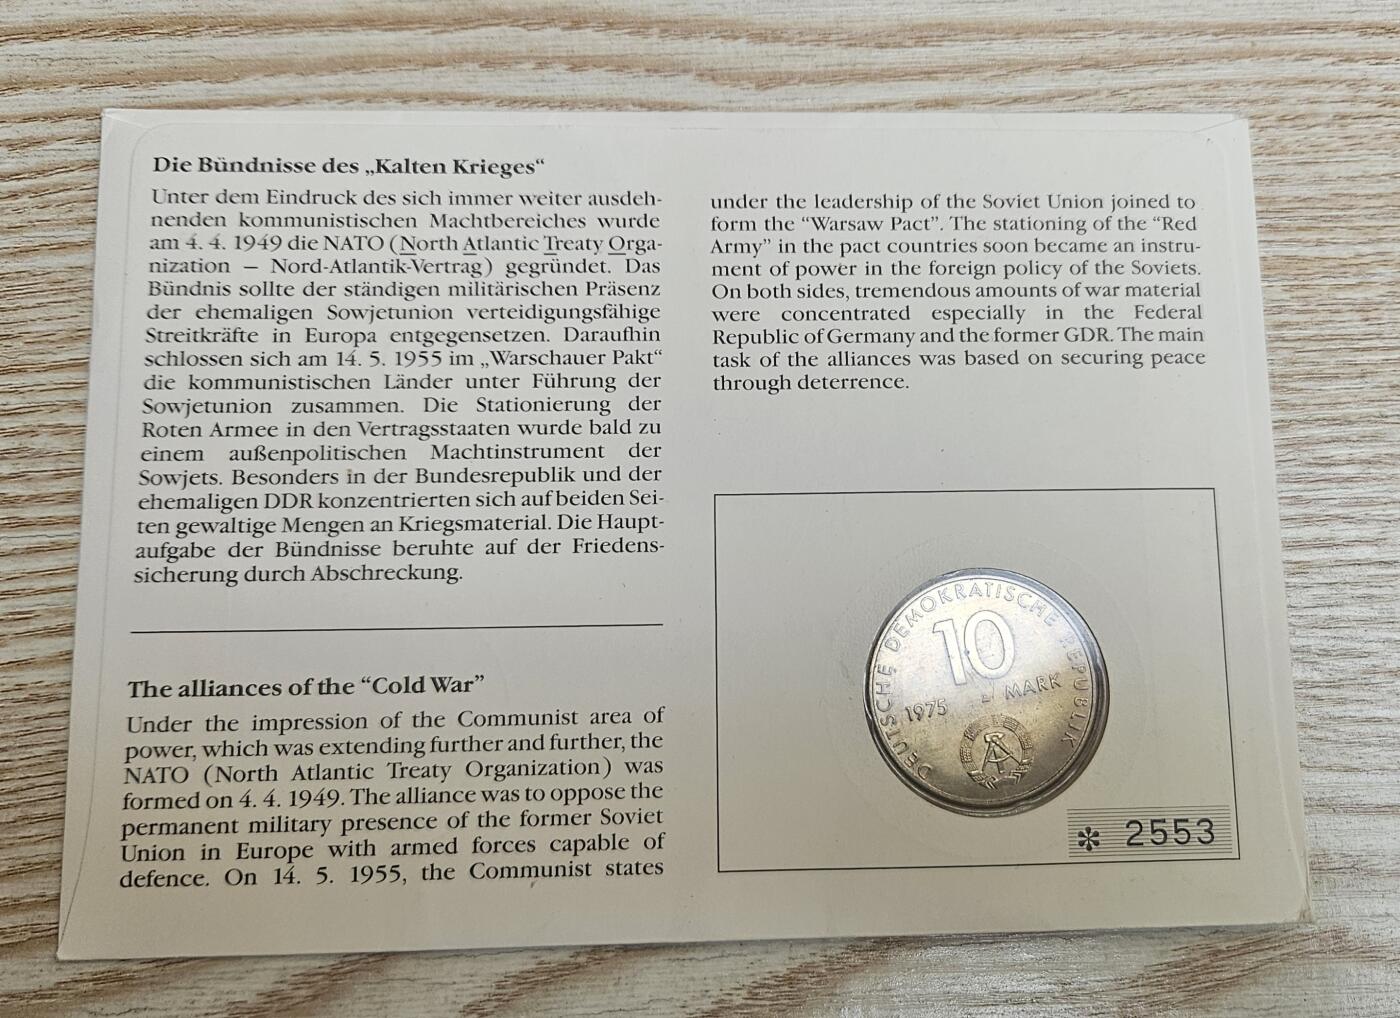 Die Bündnisse des „Kalten Krieges“
Unter dem Eindruck des sich immer weiter ausdeh-
nenden kommunistischen Machtbereiches wurde
am 4. 4. 1949 die NATO (North Atlantic Treaty Orga-
nization – Nord-Atlantik-Vertrag) gegründet. Das
Bündnis sollte der ständigen militärischen Präsenz
der ehemaligen Sowjetunion verteidigungsfähige
Streitkräfte in Europa entgegensetzen. Daraufhin
schlossen sich am 14. 5. 1955 im „Warschauer Pakt“
die kommunistischen Länder unter Führung der
Sowjetunion zusammen. Die Stationierung der
Roten Armee in den Vertragsstaaten wurde bald zu
einem außenpolitischen Machtinstrument der
Sowjets. Besonders in der Bundesrepublik und der
ehemaligen DDR konzentrierten sich auf beiden Sei-
ten gewaltige Mengen an Kriegsmaterial. Die Haupt-
aufgabe der Bündnisse beruhte auf der Friedens-
sicherung durch Abschreckung.
The alliances of the “Cold War”
Under the impression of the Communist area of
power, which was extending further and further, the
NATO (North Atlantic Treaty Organization) was
formed on 4. 4. 1949. The alliance was to oppose the
permanent military presence of the former Soviet
Union in Europe with armed forces capable of
defence. On 14. 5. 1955, the Communist states
under the leadership of the Soviet Union joined to
form the “Warsaw Pact”. The stationing of the “Red
Army” in the pact countries soon became an instru-
ment of power in the foreign policy of the Soviets.
On both sides, tremendous amounts of war material
were concentrated especially in the Federal
Republic of Germany and the former GDR. The main
task of the alliances was based on securing peace
through deterrence.
DEUTSCHE DEMOKRATISCHE REPUBLIK
10
1975 MARK
* 2553